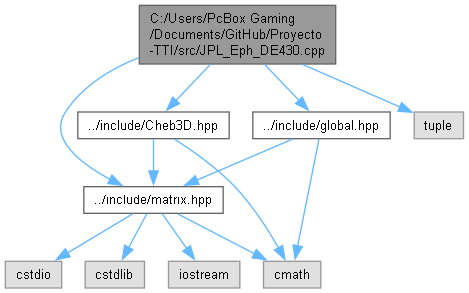 C:/Users/PcBox Gaming
/Documents/GitHub/Proyecto
-TTI/src/JPL_Eph_DE430.cpp
../include/Cheb3D.hpp
../include/global.hpp
tuple
../include/matrix.hpp
cstdio
cstdlib
iostream
cmath